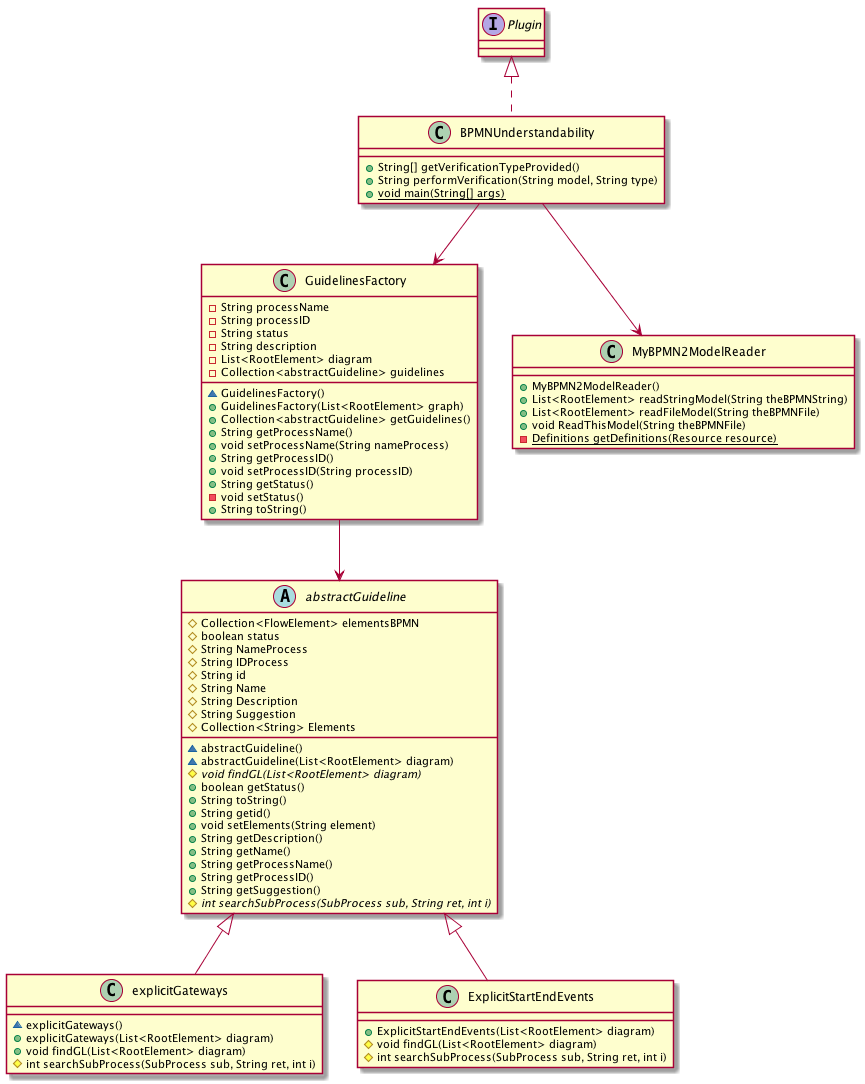 I Plugin
C BPMNUnderstandability
String[] getVerificationTypeProvided()
String performVerification(String model, String type)
void main(String[] args)
C GuidelinesFactory
String processName
String processID
String status
String description
List<RootElement> diagram
Collection<abstractGuideline> guidelines
GuidelinesFactory()
GuidelinesFactory(List<RootElement> graph)
Collection<abstractGuideline> getGuidelines()
String getProcessName()
void setProcessName(String nameProcess)
String getProcessID()
void setProcessID(String processID)
String getStatus()
void setStatus()
String toString()
C MyBPMN2ModelReader
MyBPMN2ModelReader()
List<RootElement> readStringModel(String theBPMNString)
List<RootElement> readFileModel(String theBPMNFile)
void ReadThisModel(String theBPMNFile)
Definitions getDefinitions(Resource resource)
A abstractGuideline
Collection<FlowElement> elementsBPMN
boolean status
String NameProcess
String IDProcess
String id
String Name
String Description
String Suggestion
Collection<String> Elements
abstractGuideline()
abstractGuideline(List<RootElement> diagram)
void findGL(List<RootElement> diagram)
boolean getStatus()
String toString()
String getid()
void setElements(String element)
String getDescription()
String getName()
String getProcessName()
String getProcessID()
String getSuggestion()
int searchSubProcess(SubProcess sub, String ret, int i)
C explicitGateways
explicitGateways()
explicitGateways(List<RootElement> diagram)
void findGL(List<RootElement> diagram)
int searchSubProcess(SubProcess sub, String ret, int i)
C ExplicitStartEndEvents
ExplicitStartEndEvents(List<RootElement> diagram)
void findGL(List<RootElement> diagram)
int searchSubProcess(SubProcess sub, String ret, int i)